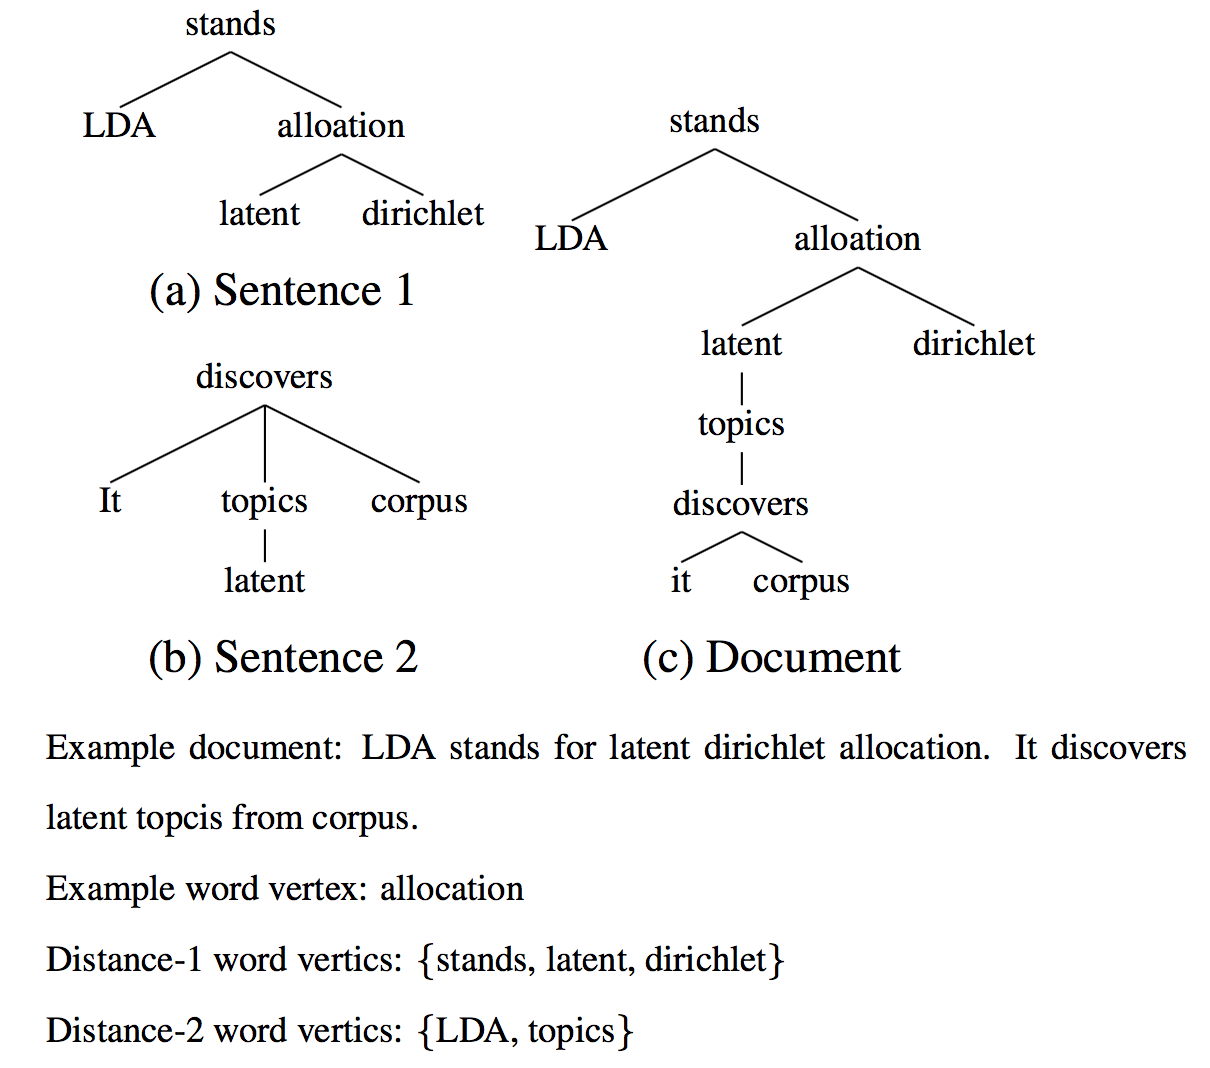 stands
LDA alloation
latent dirichlet
(a) Sentence 1
discovers
It topics corpus
latent
(b) Sentence 2
stands
LDA alloation
latent dirichlet
topics
discovers
it corpus
(c) Document
Example document: LDA stands for latent dirichlet allocation. It discovers
latent topcis from corpus.
Example word vertex: allocation
Distance-1 word vertics: {stands, latent, dirichlet}
Distance-2 word vertics: {LDA, topics}